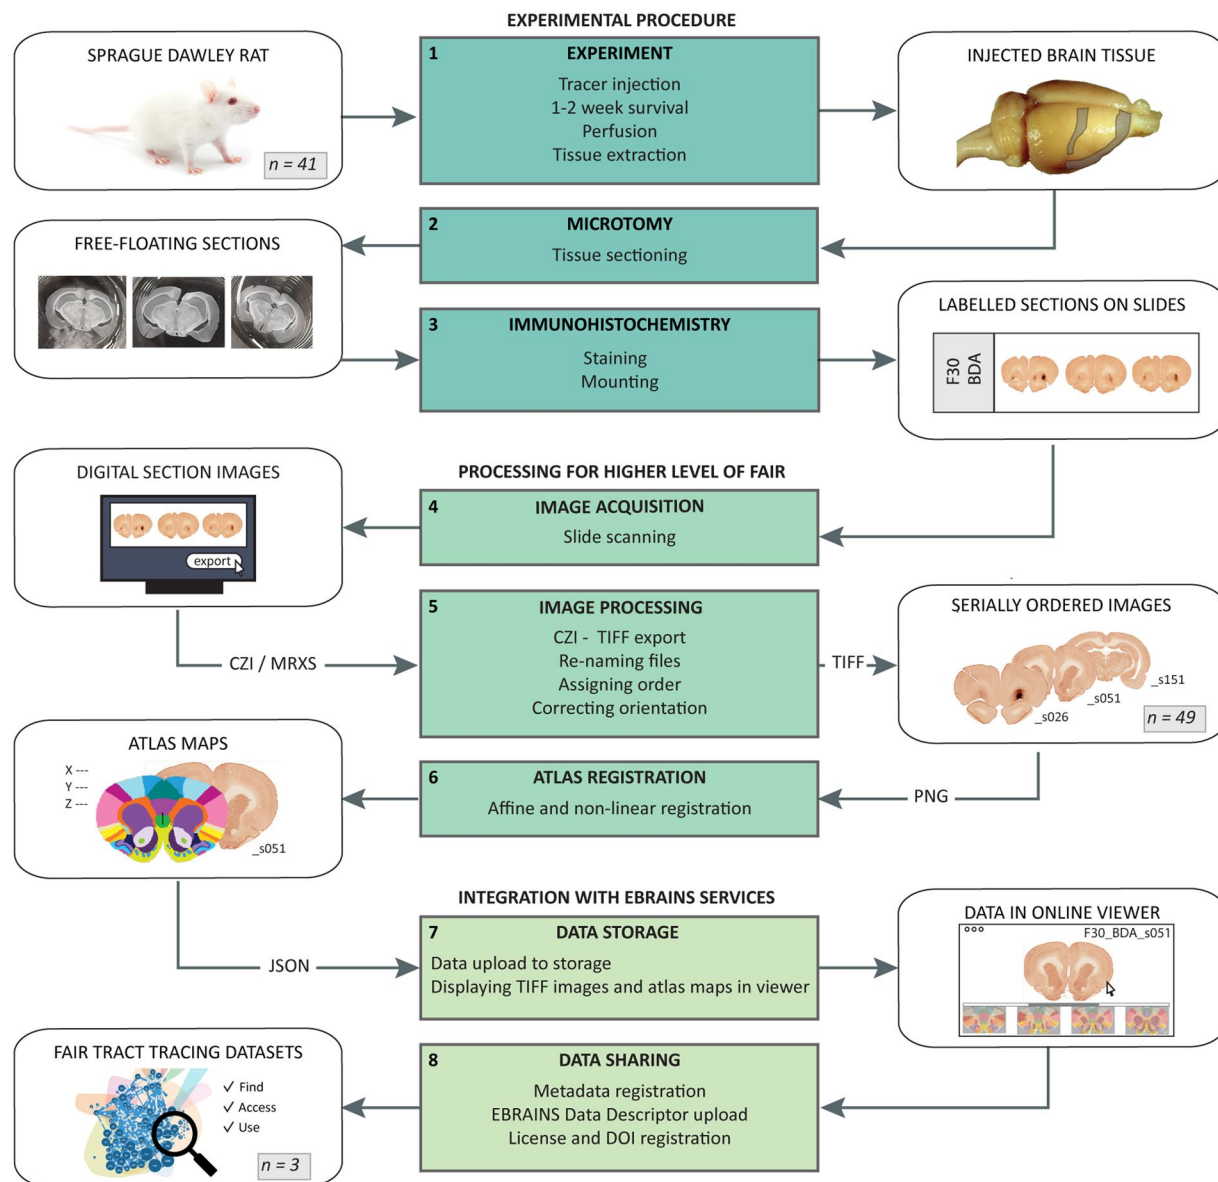 EXPERIMENTAL PROCEDURE
SPRAGUE DAWLEY RAT
n = 41
1 EXPERIMENT
Tracer injection
1-2 week survival
Perfusion
Tissue extraction
INJECTED BRAIN TISSUE
2 MICROTOMY
Tissue sectioning
FREE-FLOATING SECTIONS
3 IMMUNOHISTOCHEMISTRY
Staining
Mounting
LABELLED SECTIONS ON SLIDES
F30
BDA
PROCESSING FOR HIGHER LEVEL OF FAIR
4 IMAGE ACQUISITION
Slide scanning
DIGITAL SECTION IMAGES
export
CZI / MRXS
5 IMAGE PROCESSING
CZI - TIFF export
Re-naming files
Assigning order
Correcting orientation
TIFF
SERIALLY ORDERED IMAGES
_s151
_s051
_s026
n = 49
PNG
6 ATLAS REGISTRATION
Affine and non-linear registration
ATLAS MAPS
X ---
Y ---
Z ---
_s051
JSON
INTEGRATION WITH EBRAINS SERVICES
7 DATA STORAGE
Data upload to storage
Displaying TIFF images and atlas maps in viewer
DATA IN ONLINE VIEWER
F30_BDA_s051
8 DATA SHARING
Metadata registration
EBRAINS Data Descriptor upload
License and DOI registration
FAIR TRACT TRACING DATASETS
✓ Find
✓ Access
✓ Use
n = 3